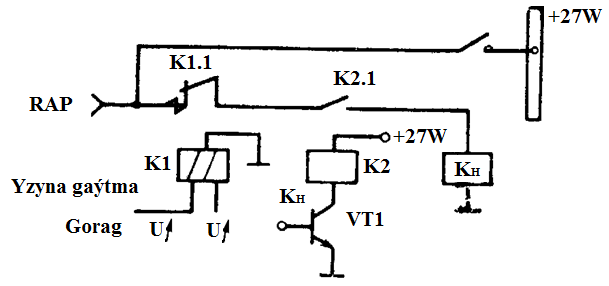 +27W
K1.1
K2.1
RAP
+27W
K1
K2
Kн
Yzyna gaýtma
Kн
VT1
Gorag
U
U